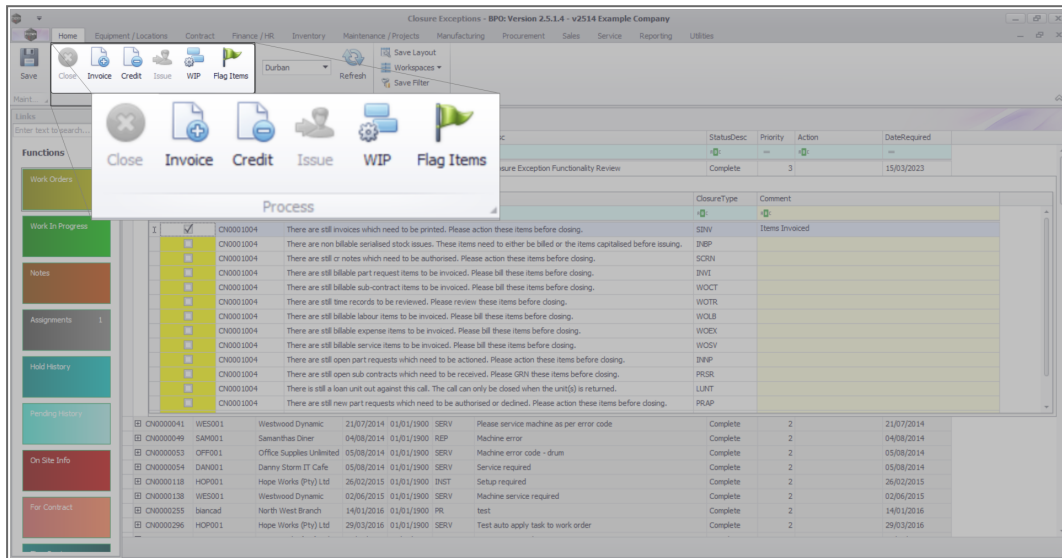 Closure Exceptions - BPO: Version 2.5.1.4 - v2514 Example Company
Home Equipment / Locations Contract Finance / HR Inventory Maintenance / Projects Manufacturing Procurement Sales Service Reporting Utilities
Save Close Invoice Credit Issue WIP Flag Items Durban Refresh
Save Layout
Workspaces
Save Filter
Maint...
Close Invoice Credit Issue WIP Flag Items
Process
Links
Enter text to search...
Functions
Work Orders
Work In Progress
Notes
Assignments 1
Hold History
Pending History
On Site Info
For Contract
StatusDesc Priority Action DateRequired
osure Exception Functionality Review Complete 3 15/03/2023
ClosureType Comment
CN0001004 There are still invoices which need to be printed. Please action these items before closing. SINV Items Invoiced
CN0001004 There are non billable serialised stock issues. These items need to either be billed or the items capitalised before issuing. INBP
CN0001004 There are still cr notes which need to be authorised. Please action these items before closing. SCRN
CN0001004 There are still billable part request items to be invoiced. Please bill these items before closing. INVI
CN0001004 There are still billable sub-contract items to be invoiced. Please bill these items before closing. WOCT
CN0001004 There are still time records to be reviewed. Please review these items before closing. WOTR
CN0001004 There are still billable labour items to be invoiced. Please bill these items before closing. WOLB
CN0001004 There are still billable expense items to be invoiced. Please bill these items before closing. WOEX
CN0001004 There are still billable service items to be invoiced. Please bill these items before closing. WOSV
CN0001004 There are still open part requests which need to be actioned. Please action these items before closing. INNP
CN0001004 There are still open sub contracts which need to be received. Please GRN these items before closing. PRSR
CN0001004 There is still a loan unit out against this call. The call can only be closed when the unit(s) is returned. LUNT
CN0001004 There are still new part requests which need to be authorised or declined. Please action these items before closing. PRAP
CN0000041 WES001 Westwood Dynamic 21/07/2014 01/01/1900 SERV Please service machine as per error code Complete 2 21/07/2014
CN0000049 SAM001 Samanthas Diner 04/08/2014 01/01/1900 REP Machine error Complete 2 04/08/2014
CN0000053 OFF001 Office Supplies Unlimited 05/08/2014 01/01/1900 SERV Machine error code - drum Complete 2 05/08/2014
CN0000054 DAN001 Danny Storm IT Cafe 05/08/2014 01/01/1900 SERV Service required Complete 2 05/08/2014
CN0000118 HOP001 Hope Works (Pty) Ltd 26/02/2015 01/01/1900 INST Setup required Complete 2 26/02/2015
CN0000138 WES001 Westwood Dynamic 02/06/2015 01/01/1900 SERV Machine service required Complete 2 02/06/2015
CN0000255 biancad North West Branch 14/01/2016 01/01/1900 PR test Complete 2 14/01/2016
CN0000296 HOP001 Hope Works (Pty) Ltd 29/03/2016 01/01/1900 SERV Test auto apply task to work order Complete 2 29/03/2016